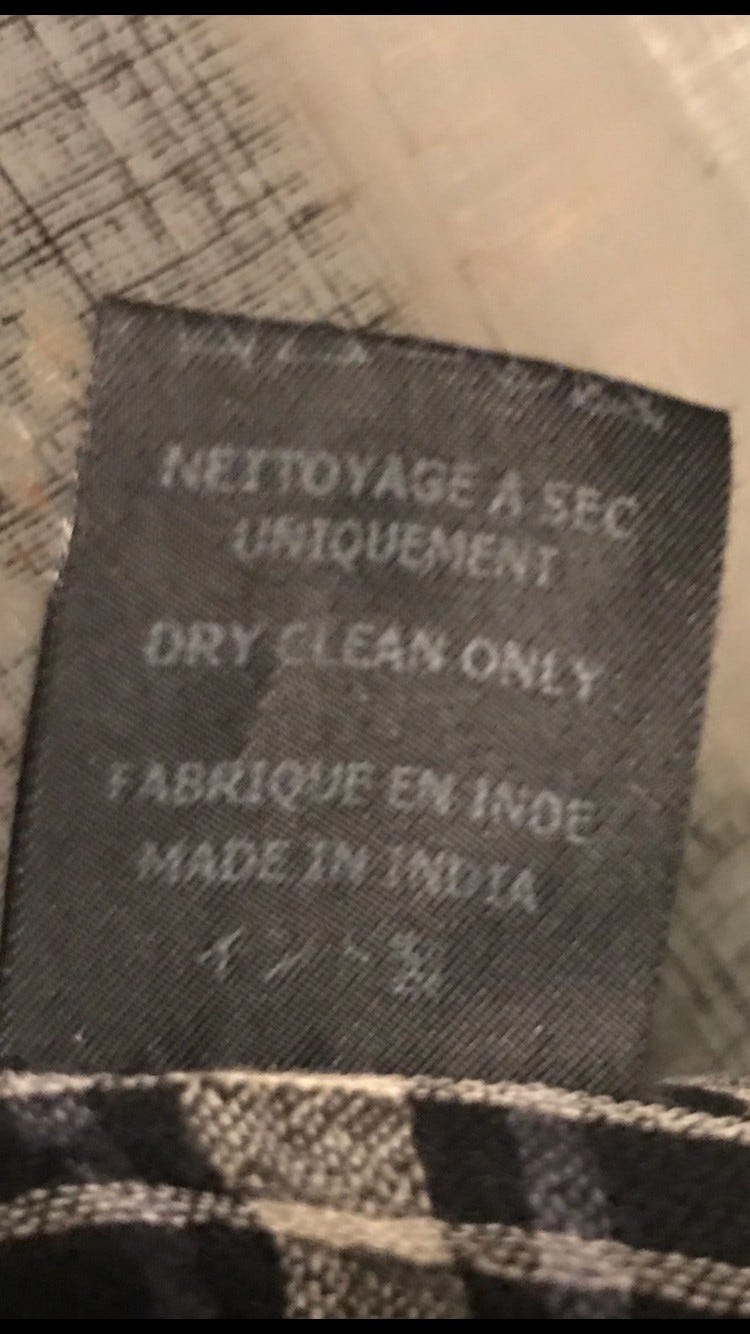 NETTOYAGE A SEC
UNIQUEMENT
DRY CLEAN ONLY
FABRIQUE EN INDE
MADE IN INDIA